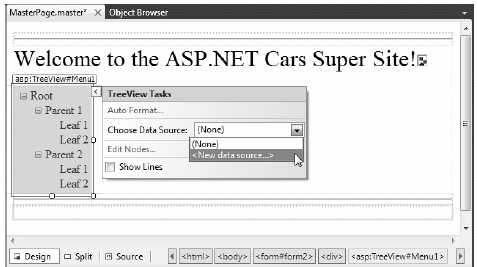 MasterPage.master* X Object Browser
Welcome to the ASP.NET Cars Super Site!
asp:TreeView#Menu1
Root
Parent 1
Leaf 1
Leaf 2
Parent 2
Leaf 1
Leaf 2
TreeView Tasks
Auto Format...
Choose Data Source: (None)
(None)
<New data source...>
Edit Nodes...
Show Lines
Design Split Source <html> <body> <form#form2> <div> <asp:TreeView#Menu1>